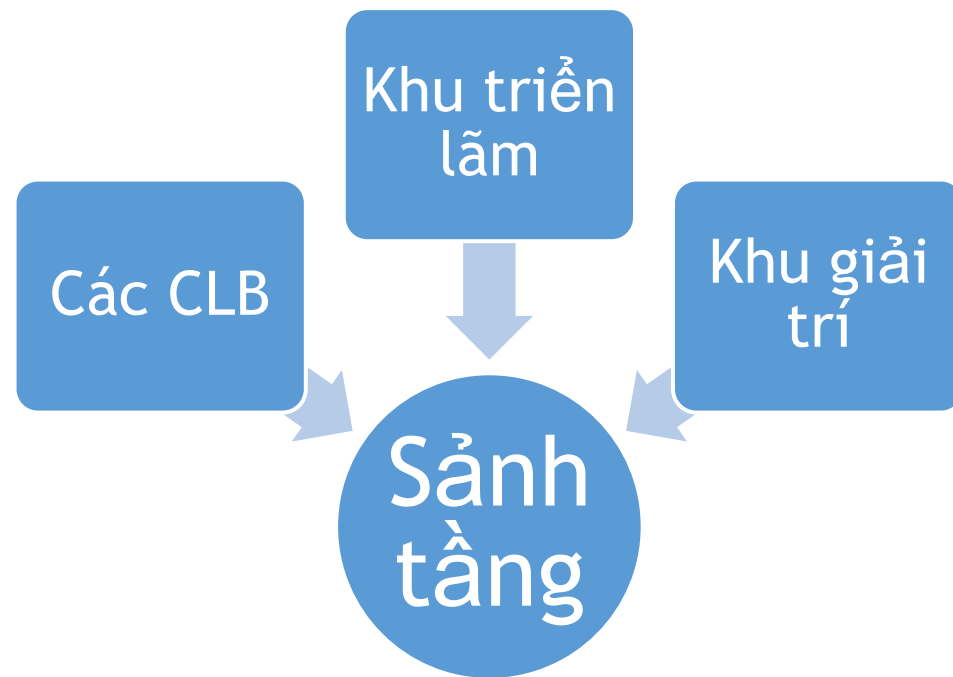 Khu triển
lãm
Các CLB
Khu giải
trí
Sảnh
tầng